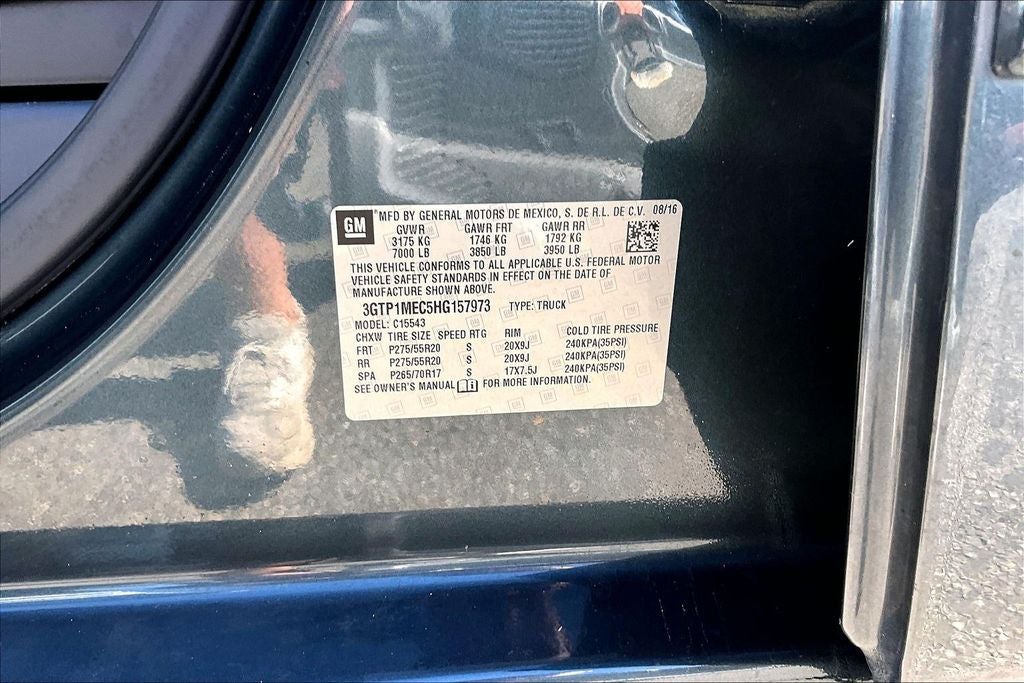 GM MFD BY GENERAL MOTORS DE MEXICO, S. DE R.L. DE C.V. 08/16
GVWR GAWR FRT GAWR RR
3175 KG 1746 KG 1792 KG
7000 LB 3850 LB 3950 LB
THIS VEHICLE CONFORMS TO ALL APPLICABLE U.S. FEDERAL MOTOR
VEHICLE SAFETY STANDARDS IN EFFECT ON THE DATE OF
MANUFACTURE SHOWN ABOVE.
3GTP1MEC5HG157973 TYPE: TRUCK
MODEL: C15543
CHXW TIRE SIZE SPEED RTG RIM COLD TIRE PRESSURE
FRT P275/55R20 S 20X9J 240KPA(35PSI)
RR P275/55R20 S 20X9J 240KPA(35PSI)
SPA P265/70R17 S 17X7.5J 240KPA(35PSI)
SEE OWNER'S MANUAL FOR MORE INFORMATION.